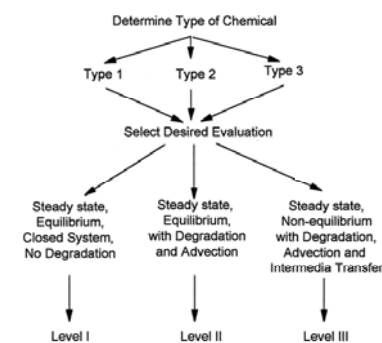 Determine Type of Chemical
Type 1 Type 2 Type 3
Select Desired Evaluation
Steady state,
Equilibrium,
Closed System,
No Degradation
Steady state,
Equilibrium,
with Degradation
and Advection
Steady state,
Non-equilibrium
with Degradation,
Advection and
Intermedia Transfer
Level I Level II Level III